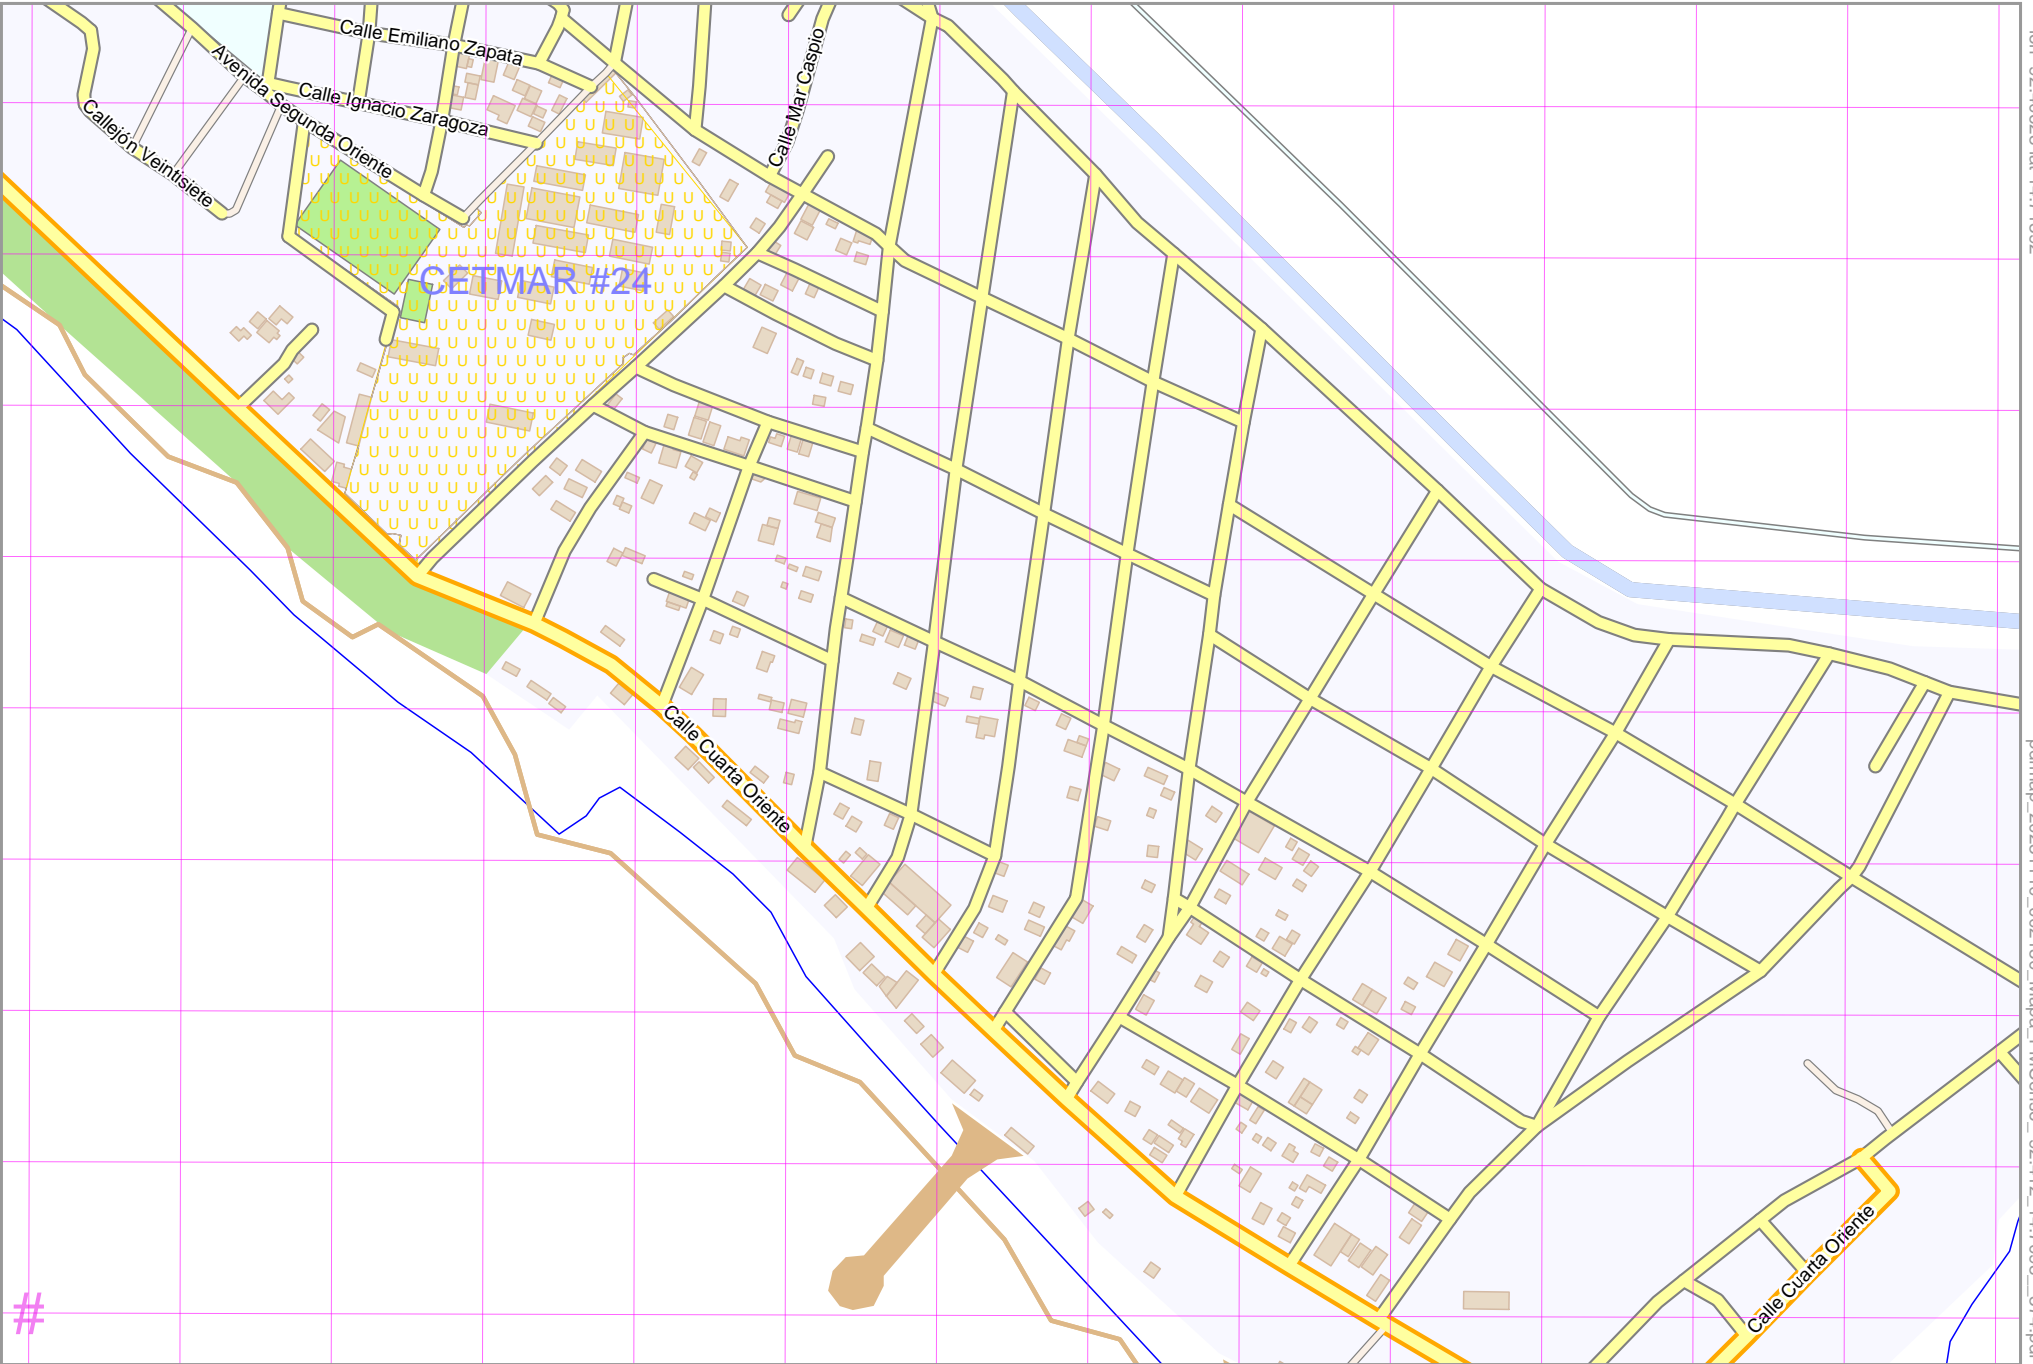 Calle Emiliano Zapata
Avenida Segunda Oriente
Calle Ignacio Zaragoza
Calle Mar Caspio
Callejón Veintisiete
CETMAR #24
Calle Cuarta Oriente
Calle Cuarta Oriente
#